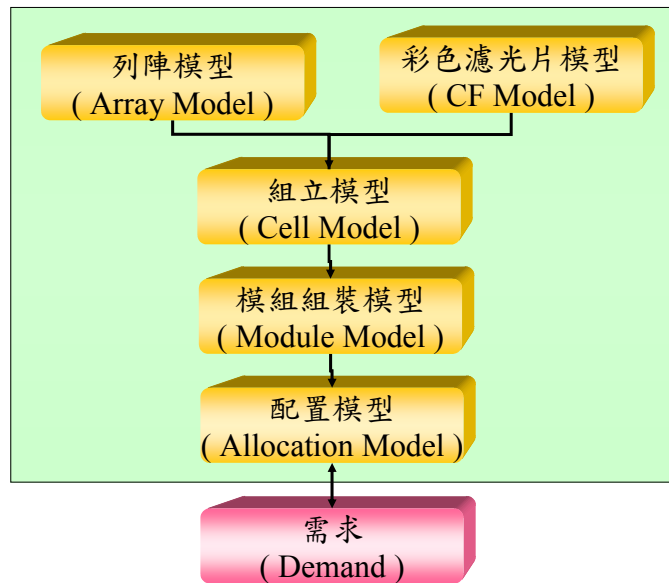 列陣模型
( Array Model )
彩色濾光片模型
( CF Model )
組立模型
( Cell Model )
模組組裝模型
( Module Model )
配置模型
( Allocation Model )
需求
( Demand )